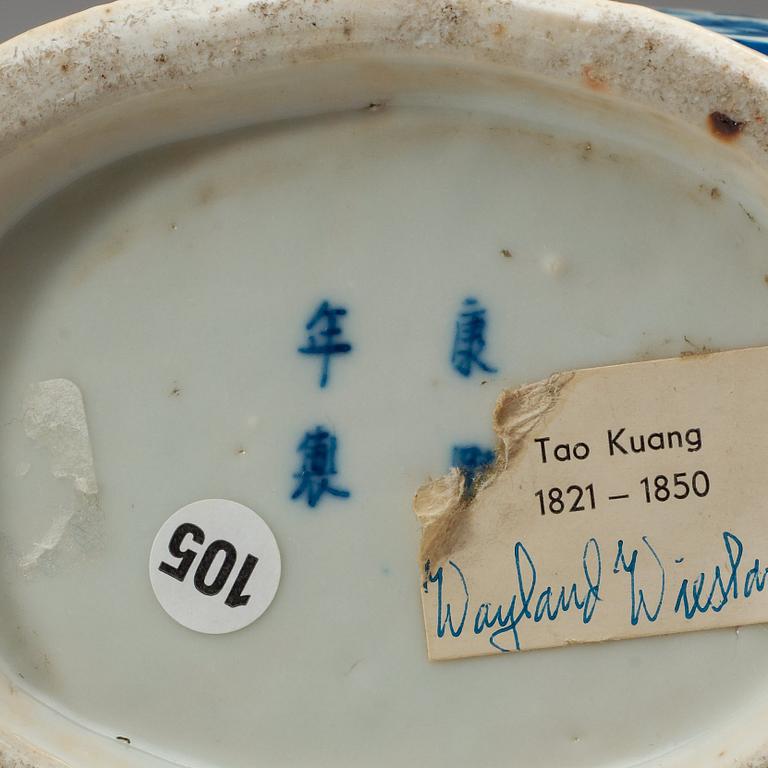 康
年製
Tao Kuang
1821 – 1850
Wayland
105